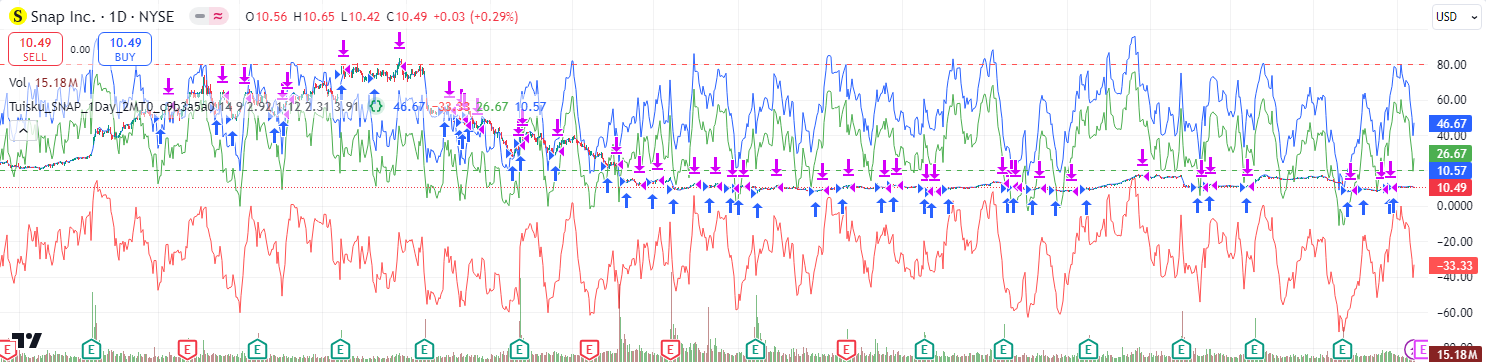 S Snap Inc. · 1D · NYSE O10.56 H10.65 L10.42 C10.49 +0.03 (+0.29%)
USD
10.49 0.00 10.49
SELL BUY
Vol 15.18M
Tuisku_SNAP_1Day_2MT0_c9b3a5a0 14 9 2.92 1.12 2.31 3.91 46.67 −33.33 26.67 10.57
80.00
60.00
46.67
40.00
26.67
10.57
10.49
0.0000
−20.00
−33.33
−40.00
−60.00
15.18M
E E E E E E E E E E E E E E E E E E